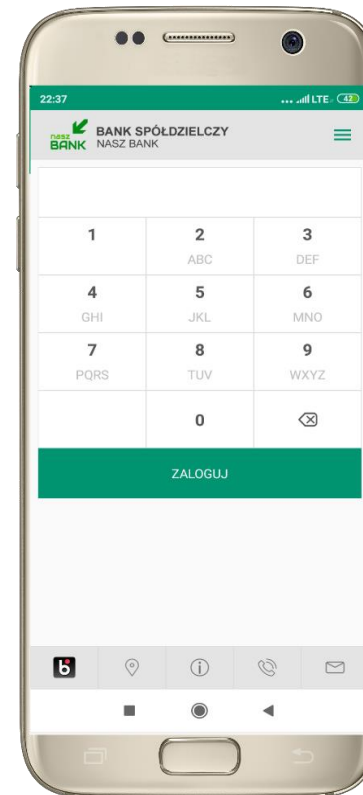 22:37
LTE 42
nasz BANK SPÓŁDZIELCZY
BANK NASZ BANK
1 2 3
ABC DEF
4 5 6
GHI JKL MNO
7 8 9
PQRS TUV WXYZ
0
ZALOGUJ
b